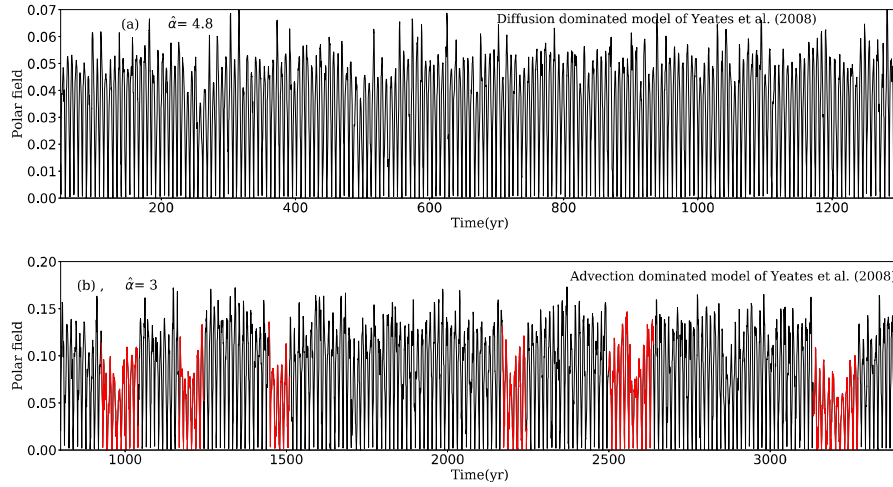 (a) α̂= 4.8 Diffusion dominated model of Yeates et al. (2008)
0.07
0.06
0.05
0.04
0.03
0.02
0.01
0.00
Polar field
200 400 600 800 1000 1200
Time(yr)
(b) , α̂= 3 Advection dominated model of Yeates et al. (2008)
0.20
0.15
0.10
0.05
0.00
Polar field
1000 1500 2000 2500 3000
Time(yr)